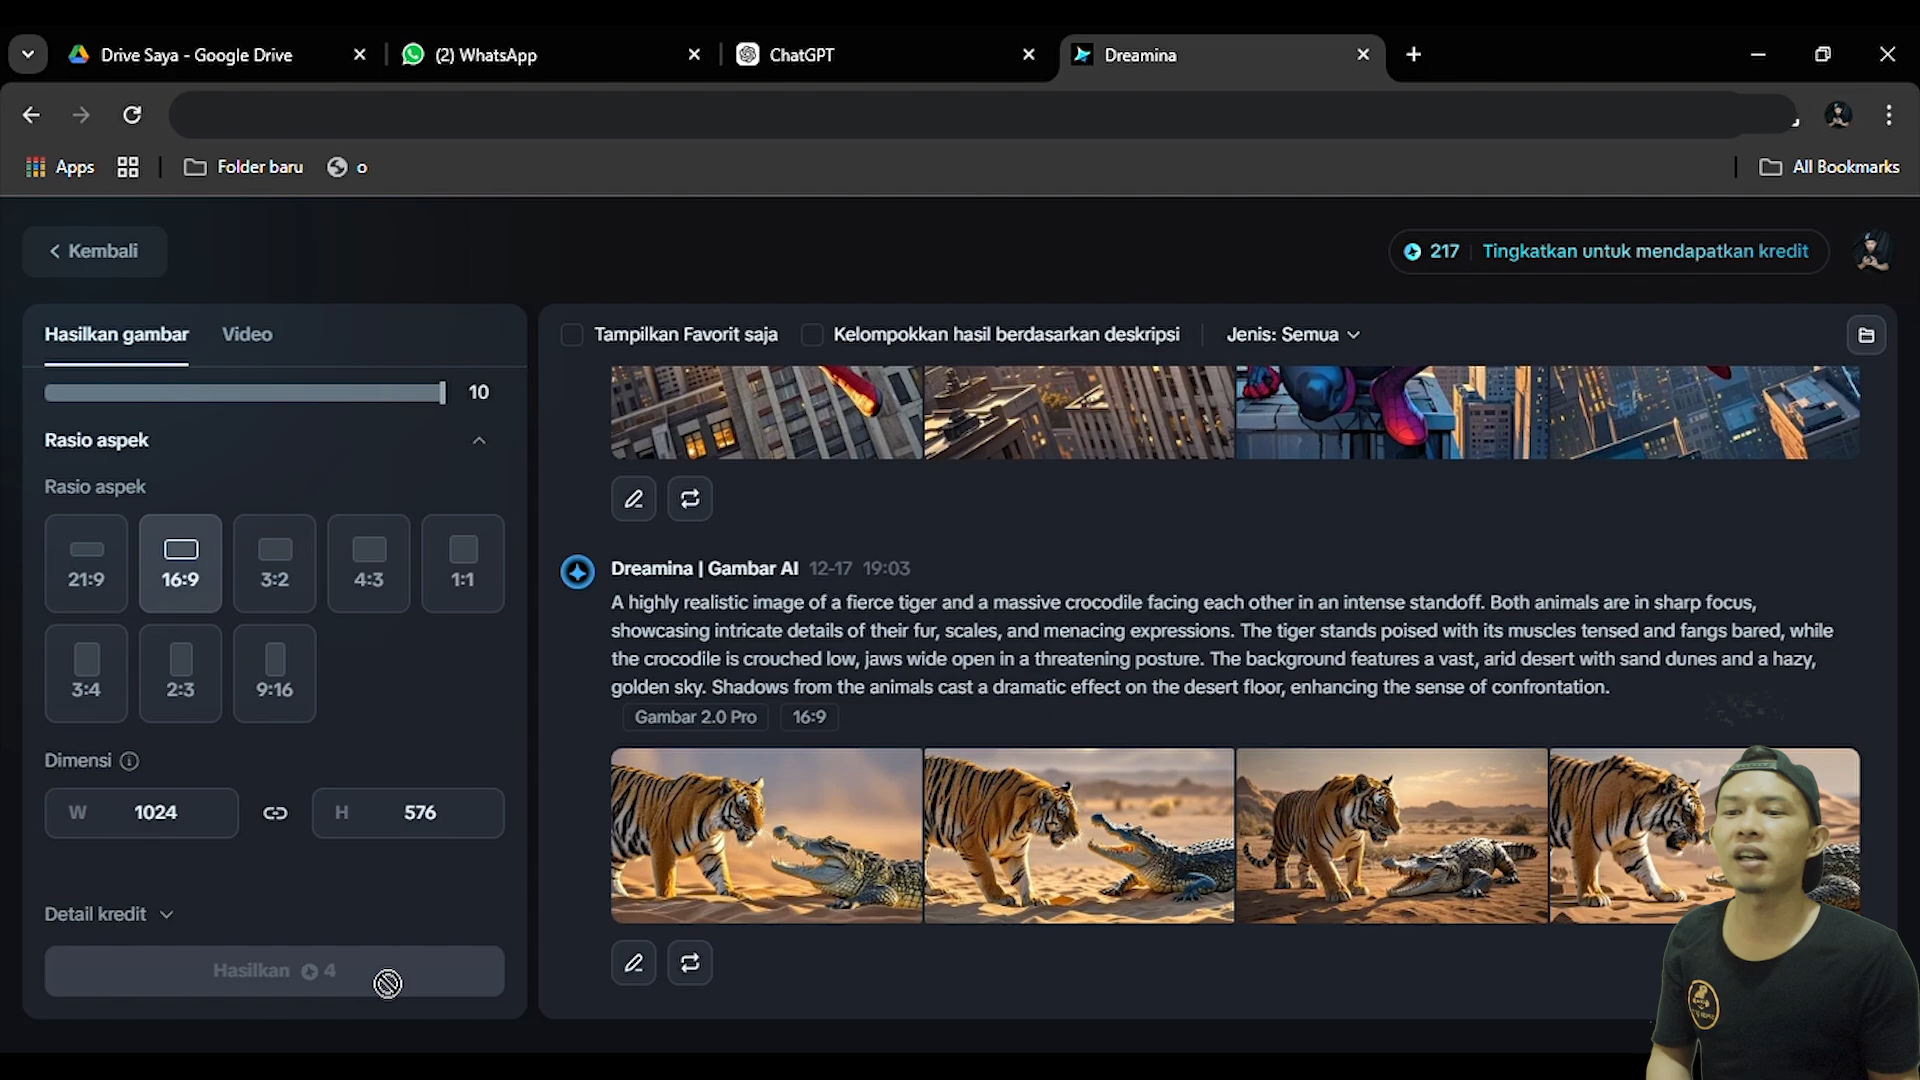 Drive Saya - Google Drive
(2) WhatsApp
ChatGPT
Dreamina
Apps
Folder baru
o
All Bookmarks
Kembali
217
Tingkatkan untuk mendapatkan kredit
Hasilkan gambar
Video
10
Rasio aspek
Rasio aspek
21:9
16:9
3:2
4:3
1:1
3:4
2:3
9:16
Dimensi
W 1024
H 576
Detail kredit
Hasilkan 4
Tampilkan Favorit saja
Kelompokkan hasil berdasarkan deskripsi
Jenis: Semua
Dreamina | Gambar AI 12-17 19:03
A highly realistic image of a fierce tiger and a massive crocodile facing each other in an intense standoff. Both animals are in sharp focus,
showcasing intricate details of their fur, scales, and menacing expressions. The tiger stands poised with its muscles tensed and fangs bared, while
the crocodile is crouched low, jaws wide open in a threatening posture. The background features a vast, arid desert with sand dunes and a hazy,
golden sky. Shadows from the animals cast a dramatic effect on the desert floor, enhancing the sense of confrontation.
Gambar 2.0 Pro
16:9